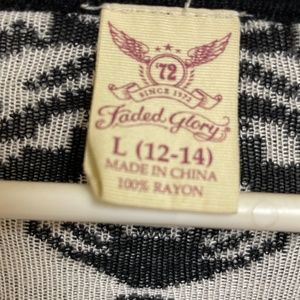 '72
SINCE 1972
Faded Glory
L (12-14)
MADE IN CHINA
100% RAYON